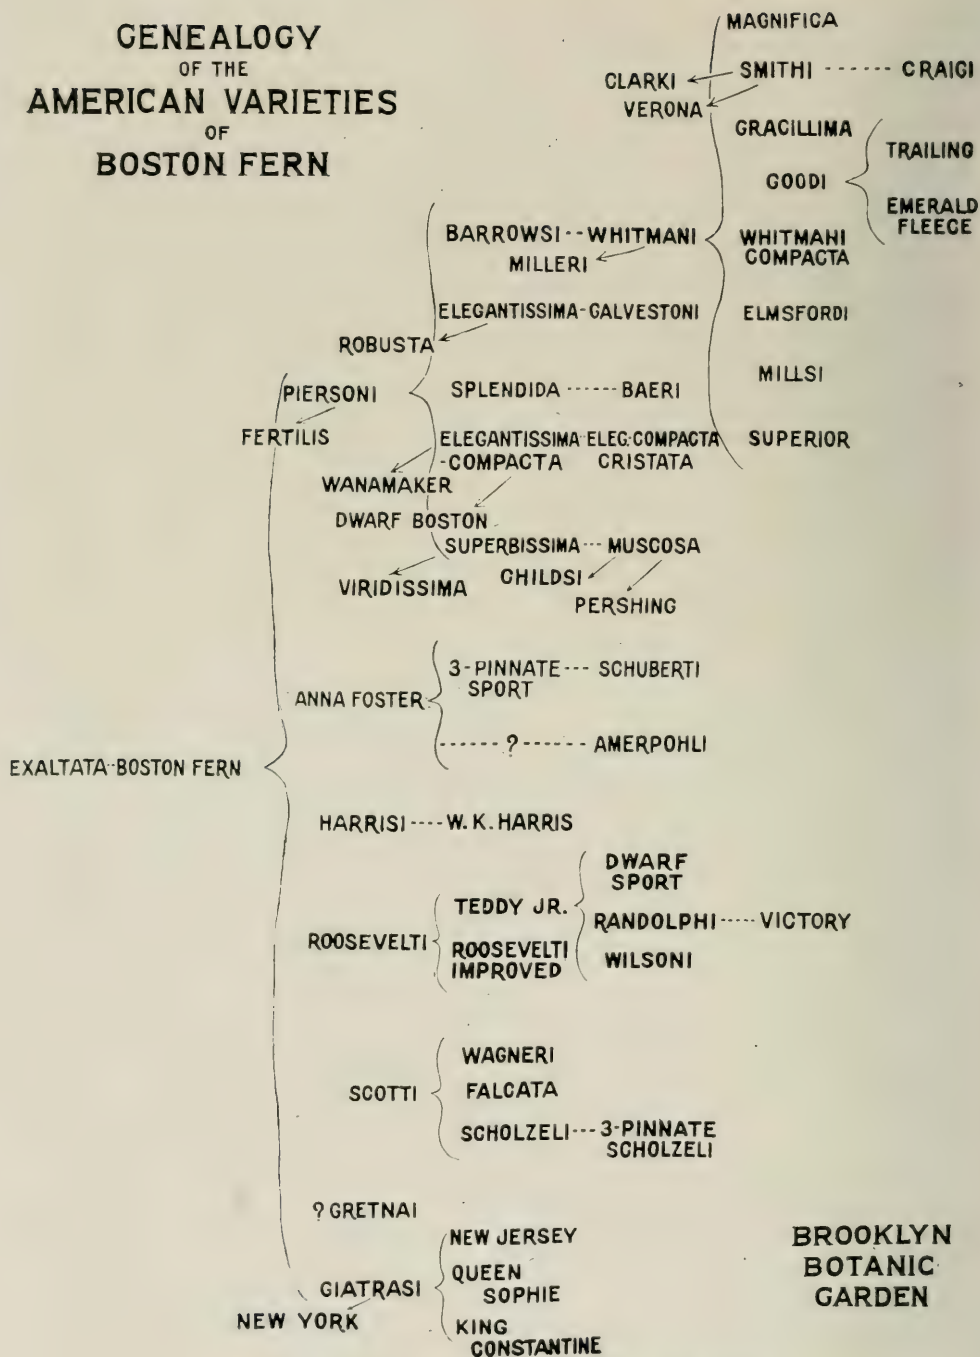 GENEALOGY
OF THE
AMERICAN VARIETIES
OF
BOSTON FERN
MAGNIFICA
CLARKI SMITHI ------ CRAIGI
VERONA
GRACILLIMA
TRAILING
GOODI
EMERALD
FLEECE
BARROWSI -- WHITMANI
WHITMAHI
COMPACTA
MILLERI
ELEGANTISSIMA-GALVESTONI
ELMSFORDI
ROBUSTA
PIERSONI
SPLENDIDA ------ BAERI
MILLSI
FERTILIS
ELEGANTISSIMA
-COMPACTA
ELEG.COMPACTA
CRISTATA
SUPERIOR
WANAMAKER
DWARF BOSTON
SUPERBISSIMA --- MUSCOSA
VIRIDISSIMA
CHILDSI
PERSHING
ANNA FOSTER
3-PINNATE --- SCHUBERTI
SPORT
------ ? ------ AMERPOHLI
EXALTATA--BOSTON FERN
HARRISI ---- W.K. HARRIS
ROOSEVELTI
TEDDY JR.
ROOSEVELTI
IMPROVED
DWARF
SPORT
RANDOLPHI ----- VICTORY
WILSONI
SCOTTI
WAGNERI
FALCATA
SCHOLZELI --- 3-PINNATE
SCHOLZELI
? GRETNAI
GIATRASI
NEW YORK
NEW JERSEY
QUEEN
SOPHIE
KING
CONSTANTINE
BROOKLYN
BOTANIC
GARDEN